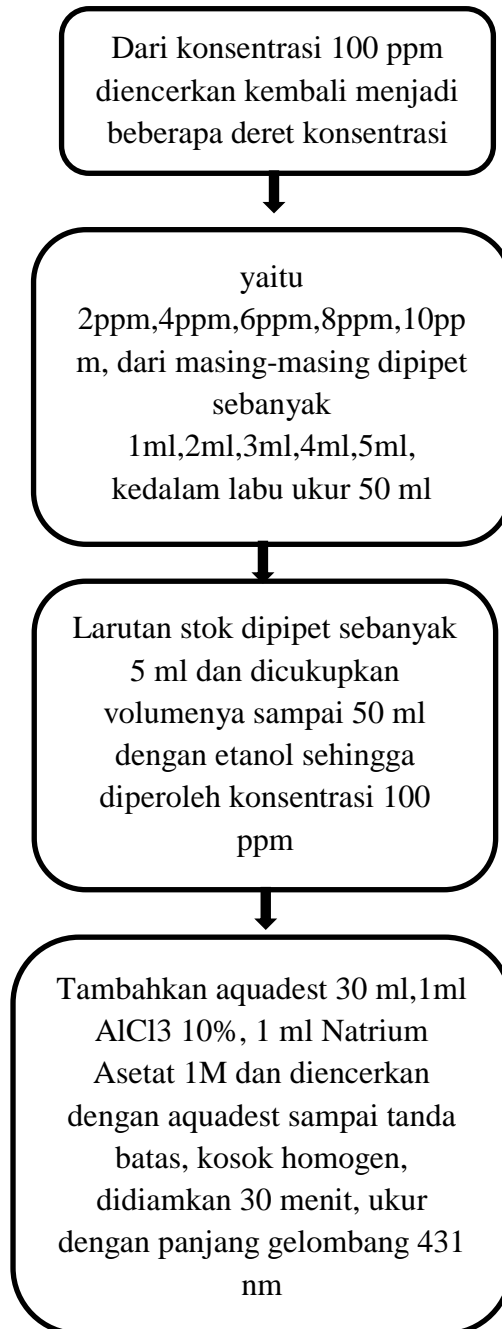 Dari konsentrasi 100 ppm
diencerkan kembali menjadi
beberapa deret konsentrasi
yaitu
2ppm,4ppm,6ppm,8ppm,10pp
m, dari masing-masing dipipet
sebanyak
1ml,2ml,3ml,4ml,5ml,
kedalam labu ukur 50 ml
Larutan stok dipipet sebanyak
5 ml dan dicukupkan
volumenya sampai 50 ml
dengan etanol sehingga
diperoleh konsentrasi 100
ppm
Tambahkan aquadest 30 ml,1ml
AlCl3 10%, 1 ml Natrium
Asetat 1M dan diencerkan
dengan aquadest sampai tanda
batas, kosok homogen,
didiamkan 30 menit, ukur
dengan panjang gelombang 431
nm